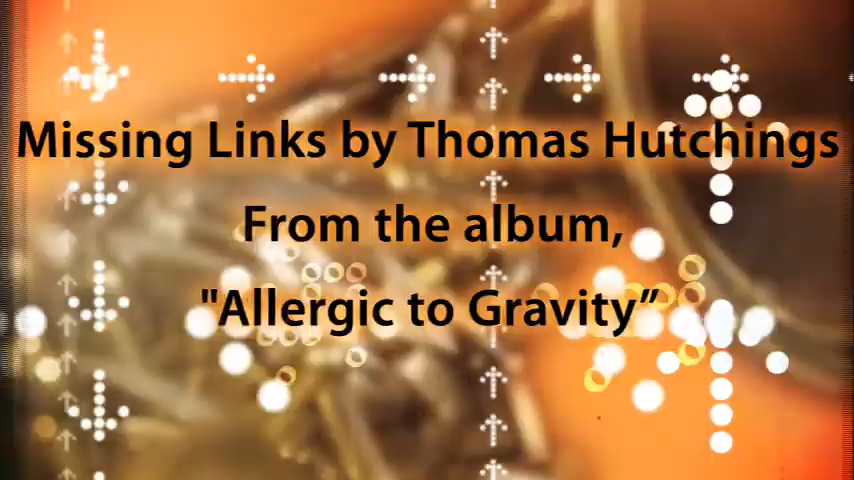 Missing Links by Thomas Hutchings
From the album,
"Allergic to Gravity”